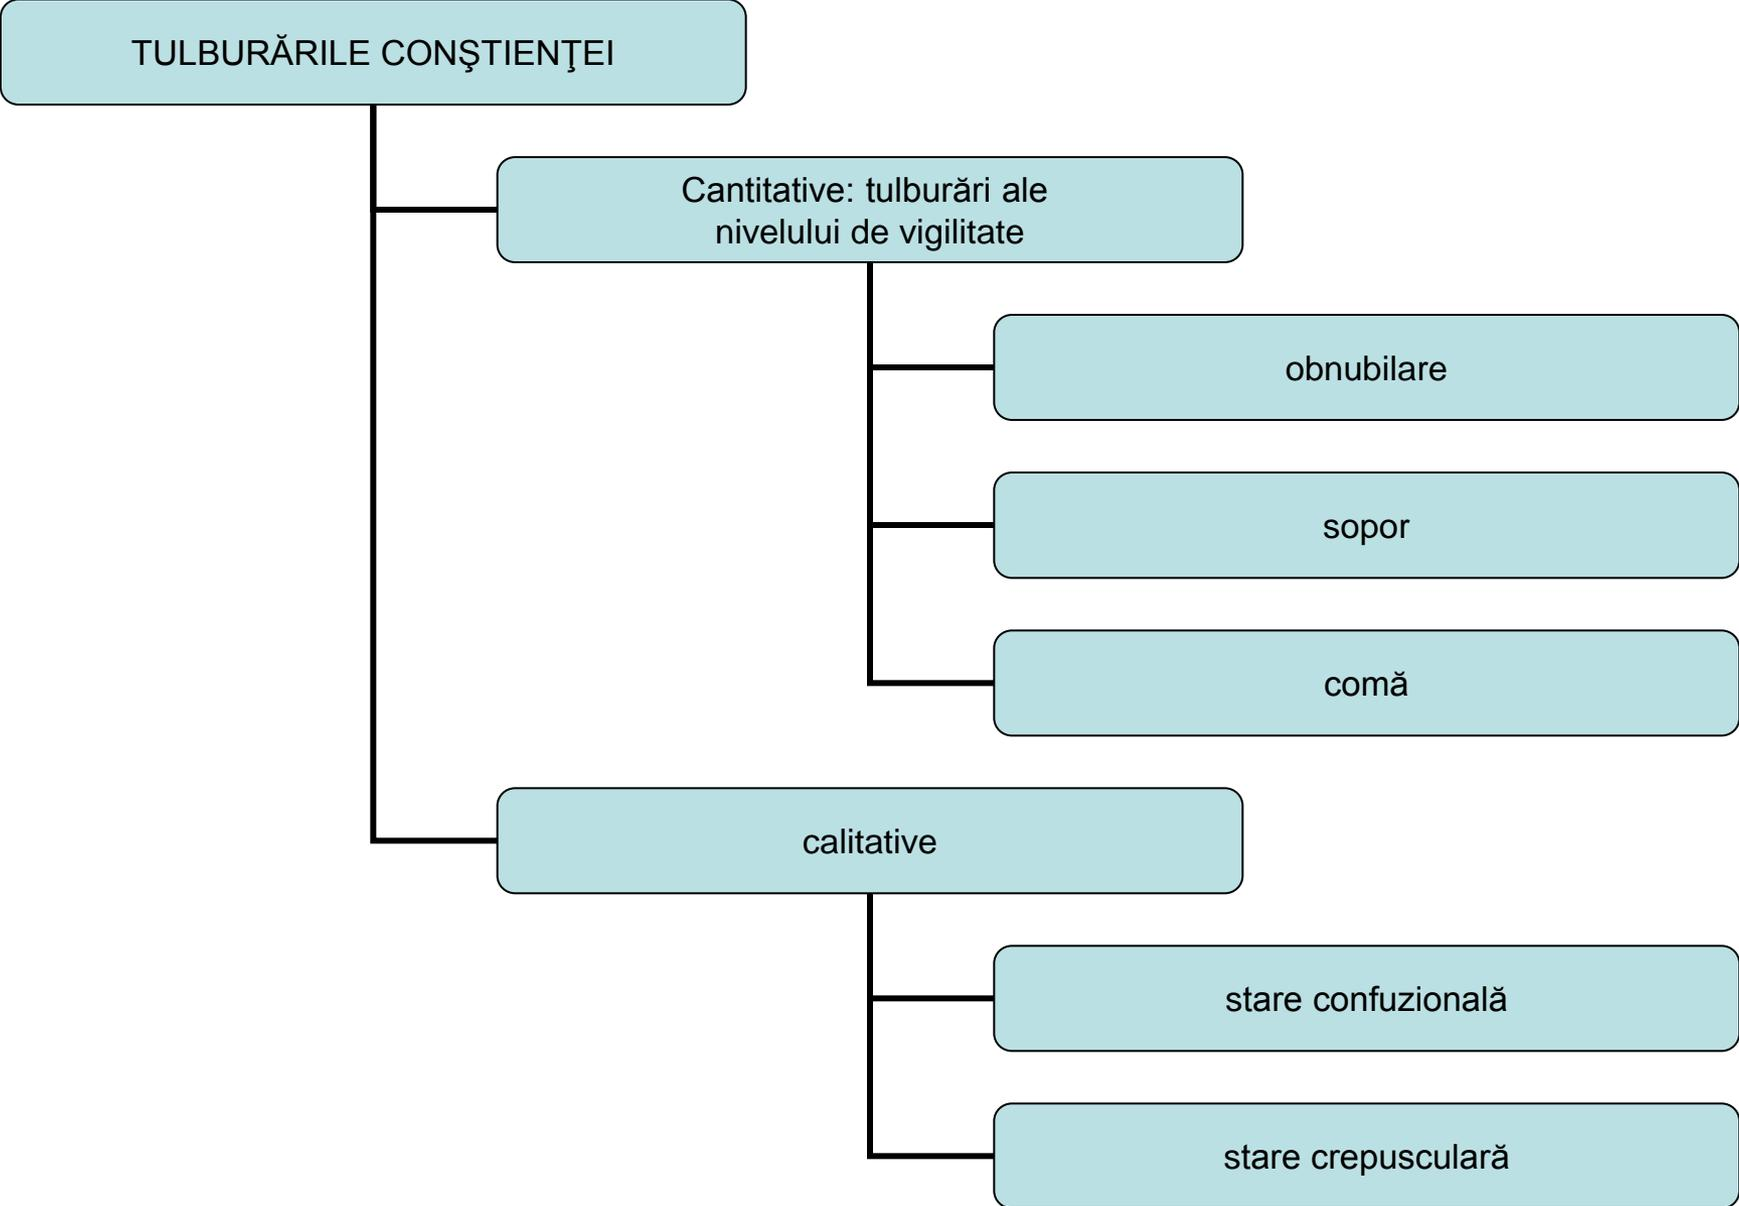 TULBURĂRILE CONŞTIENŢEI
Cantitative: tulburări ale
nivelului de vigilitate
obnubilare
sopor
comă
calitative
stare confuzională
stare crepusculară